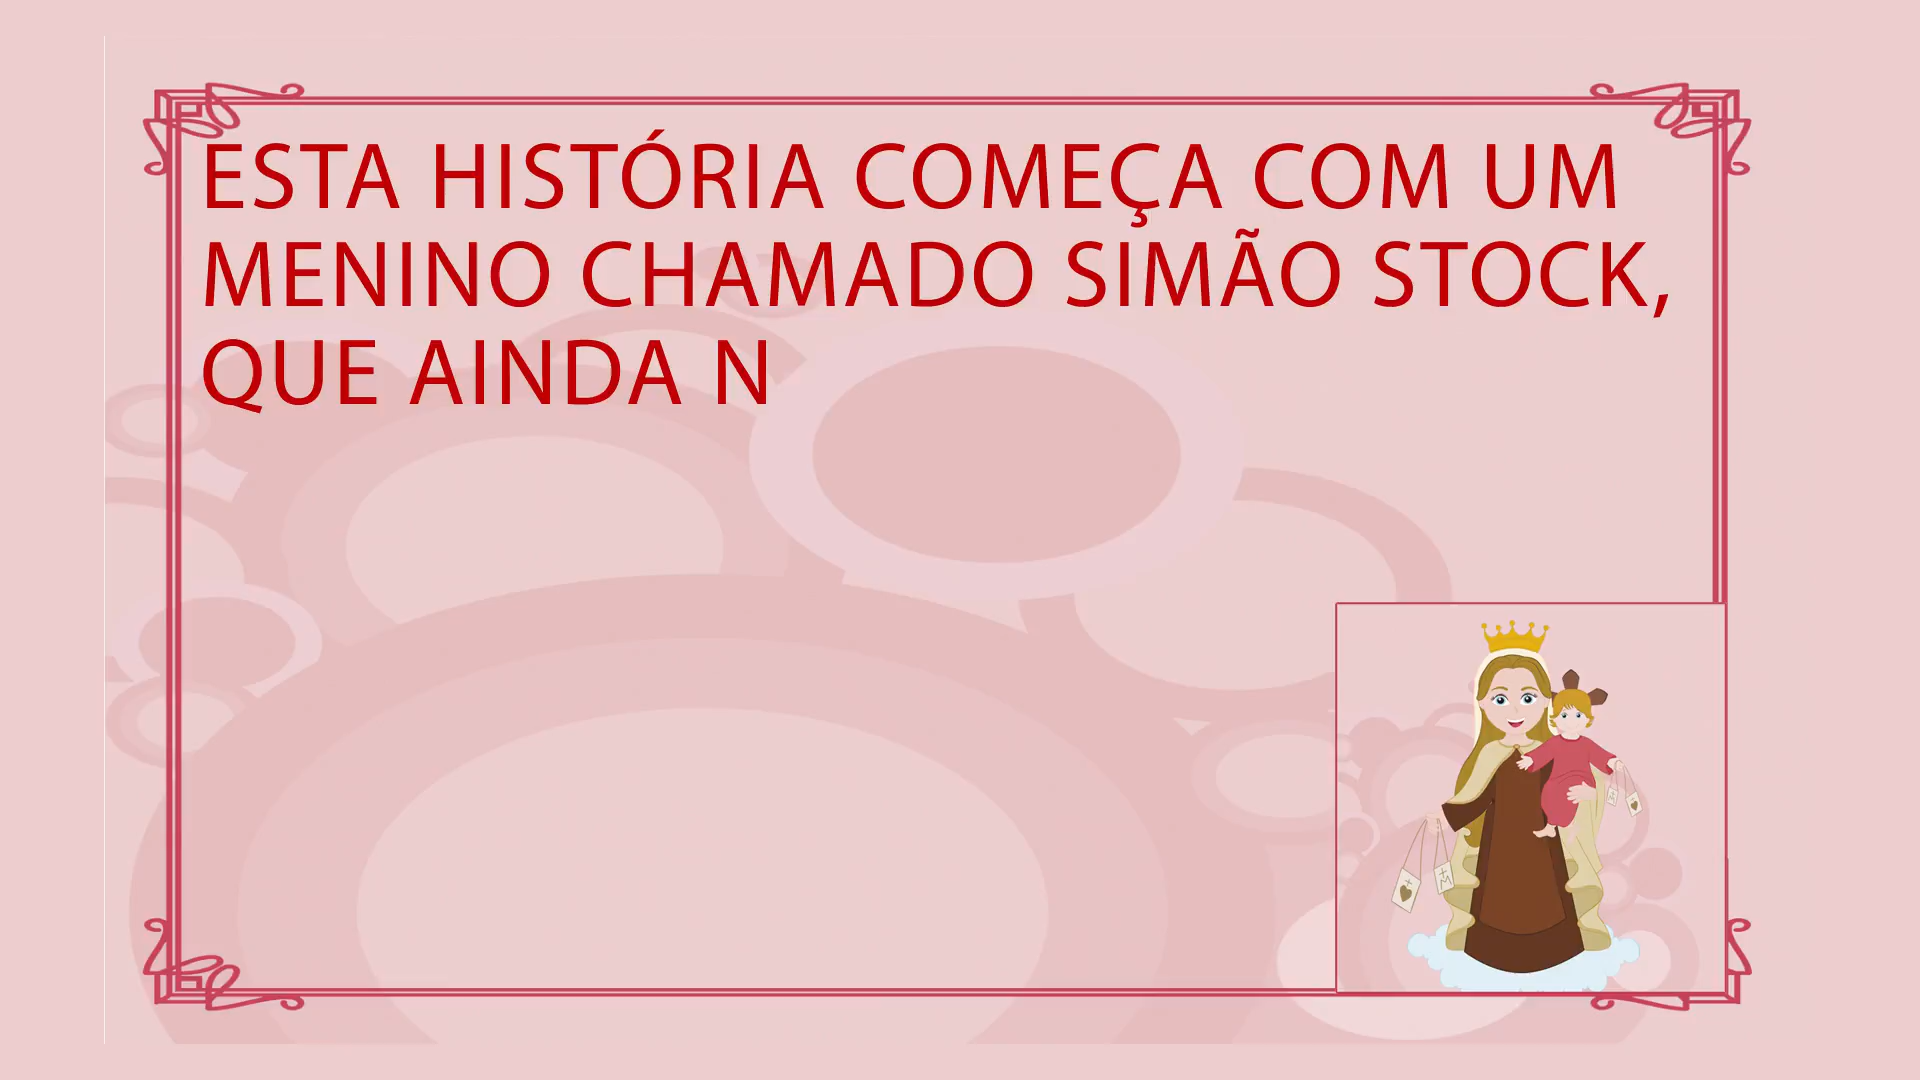 ESTA HISTÓRIA COMEÇA COM UM
MENINO CHAMADO SIMÃO STOCK,
QUE AINDA N